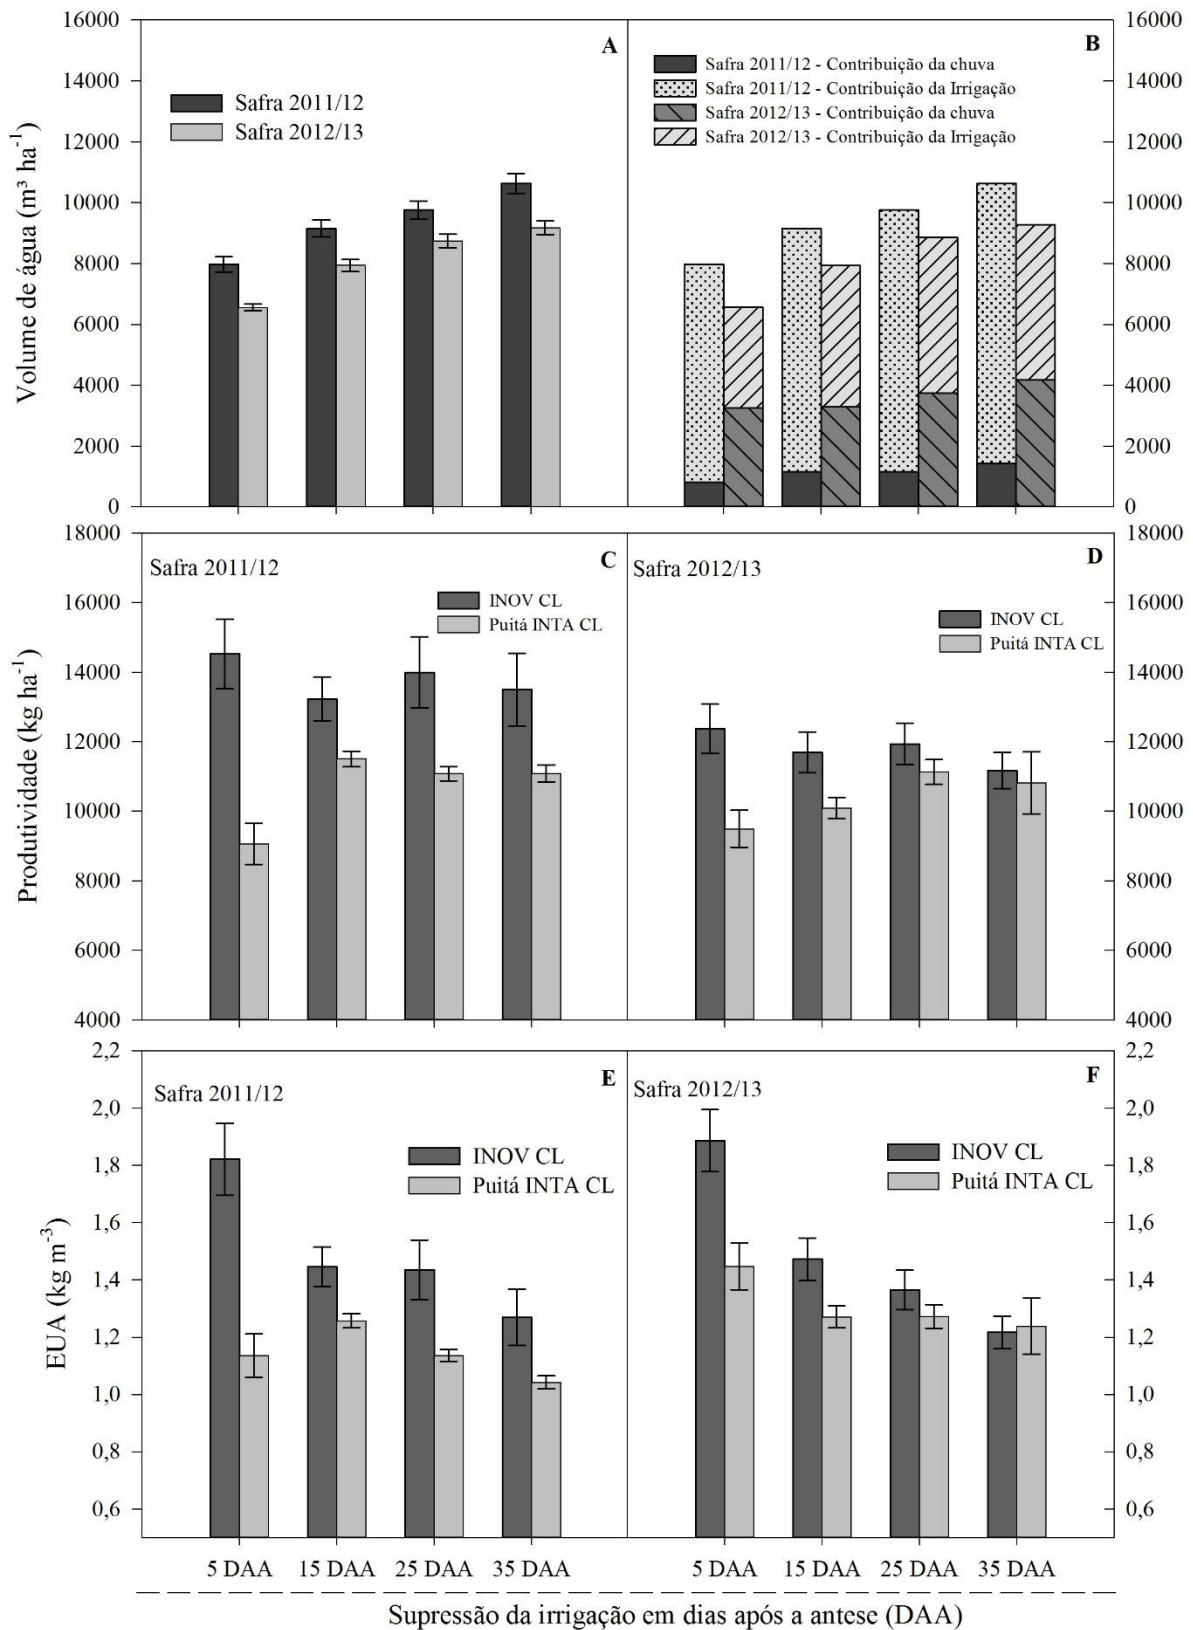 16000
14000
12000
10000
8000
6000
4000
2000
0
Volume de água (m³ ha⁻¹)
A
Safra 2011/12
Safra 2012/13
B
Safra 2011/12 - Contribuição da chuva
Safra 2011/12 - Contribuição da Irrigação
Safra 2012/13 - Contribuição da chuva
Safra 2012/13 - Contribuição da Irrigação
16000
14000
12000
10000
8000
6000
4000
2000
0
18000
16000
14000
12000
10000
8000
6000
4000
Produtividade (kg ha⁻¹)
Safra 2011/12
C
INOV CL
Puitá INTA CL
Safra 2012/13
D
INOV CL
Puitá INTA CL
18000
16000
14000
12000
10000
8000
6000
4000
2,2
2,0
1,8
1,6
1,4
1,2
1,0
0,8
0,6
EUA (kg m⁻³)
Safra 2011/12
E
INOV CL
Puitá INTA CL
Safra 2012/13
F
INOV CL
Puitá INTA CL
2,2
2,0
1,8
1,6
1,4
1,2
1,0
0,8
0,6
5 DAA 15 DAA 25 DAA 35 DAA 5 DAA 15 DAA 25 DAA 35 DAA
Supressão da irrigação em dias após a antese (DAA)